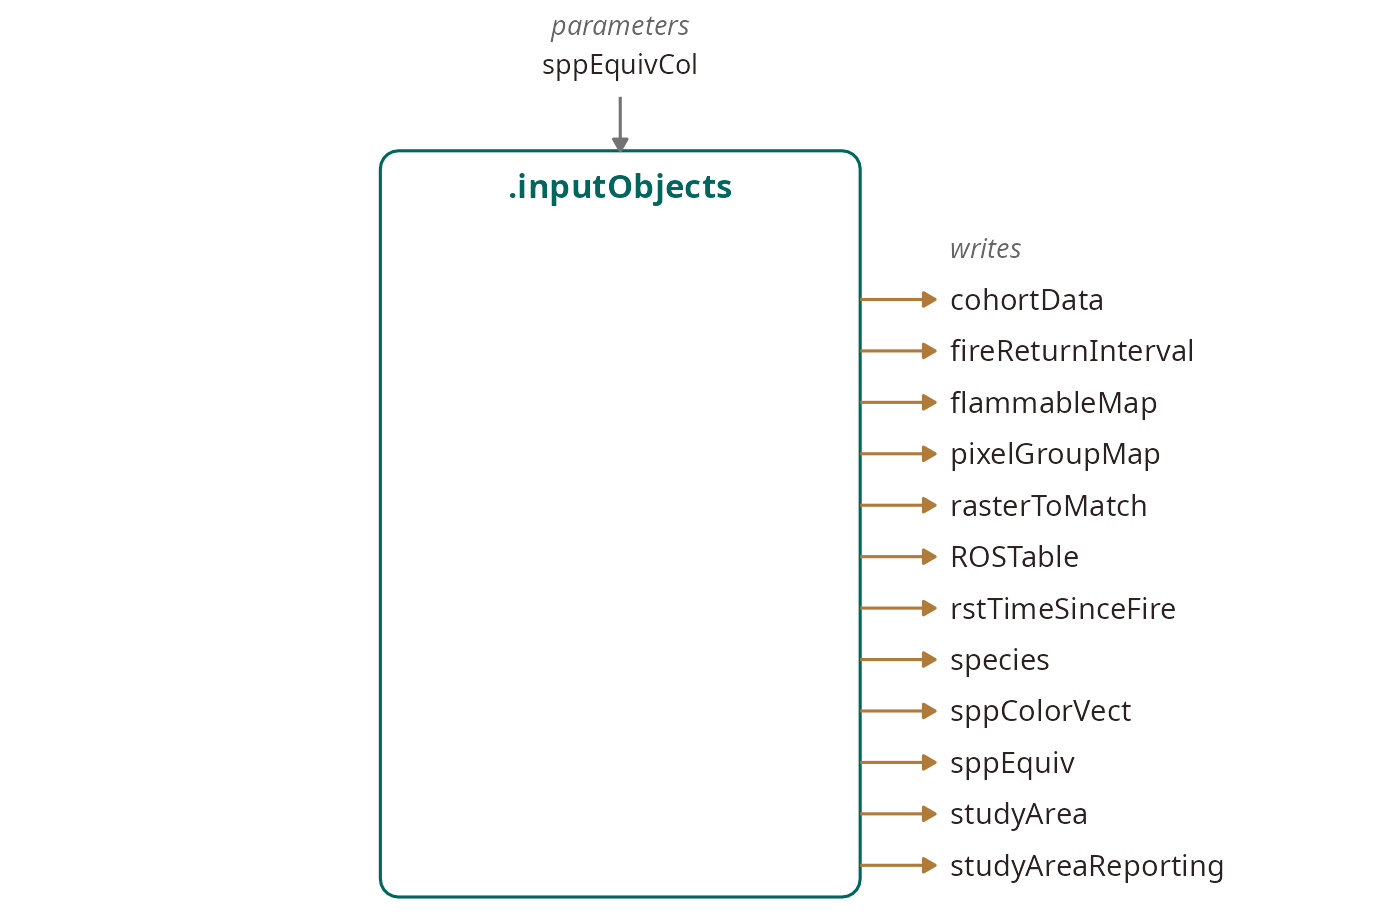 parameters
sppEquivCol
.inputObjects
writes
cohortData
fireReturnInterval
flammableMap
pixelGroupMap
rasterToMatch
ROSTable
rstTimeSinceFire
species
sppColorVect
sppEquiv
studyArea
studyAreaReporting